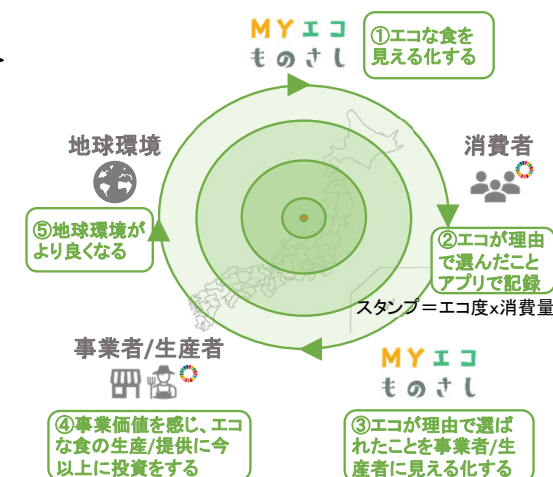 MYエコ
ものさし
①エコな食を
見える化する
地球環境
消費者
⑤地球環境が
より良くなる
②エコが理由
で選んだこと
アプリで記録
スタンプ＝エコ度x消費量
事業者/生産者
MYエコ
ものさし
④事業価値を感じ、エコ
な食の生産/提供に今
以上に投資をする
③エコが理由で選ば
れたことを事業者/生
産者に見える化する